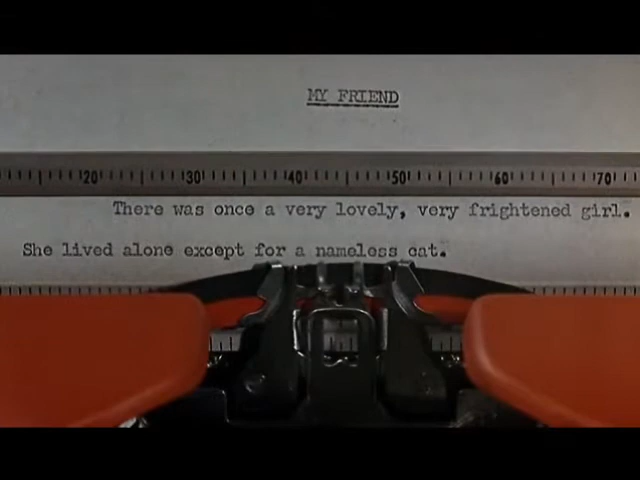 MY FRIEND
20 30 40 50 60 70
There was once a very lovely, very frightened girl.
She lived alone except for a nameless cat.